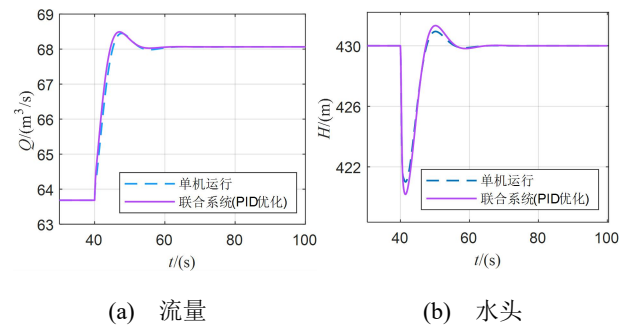 69
68
67
66
65
64
63
Q/(m³/s)
单机运行
联合系统(PID优化)
40
60
80
100
t/(s)
(a) 流量
430
426
422
H/(m)
单机运行
联合系统(PID优化)
40
60
80
100
t/(s)
(b) 水头